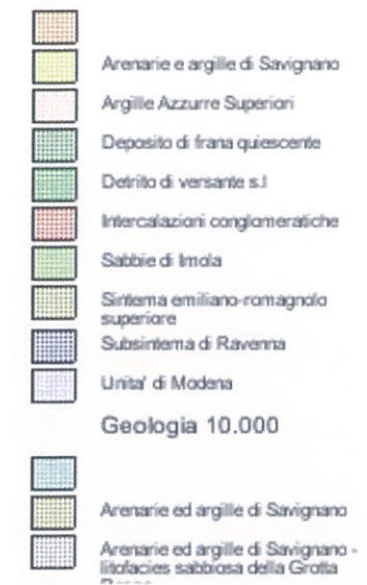 Arenarie e argille di Savignano
Argille Azzurre Superiori
Deposito di frana quiescente
Detrito di versante s.l
Intercalazioni conglomeratiche
Sabbie di Imola
Sintema emiliano-romagnolo
superiore
Subsintema di Ravenna
Unita' di Modena
Geologia 10.000
Arenarie ed argille di Savignano
Arenarie ed argille di Savignano -
litofacies sabbiosa della Grotta